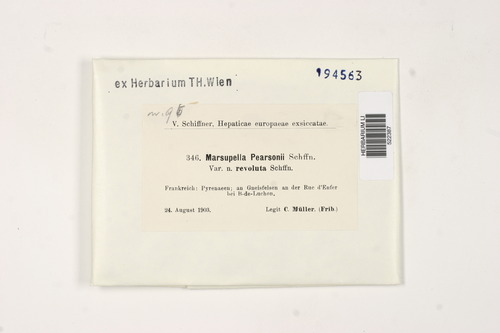 ex Herbarium TH.Wien
194563
V. Schiffner, Hepaticae europaeae exsiccatae.
346. Marsupella Pearsonii Schffn.
Var. n. revoluta Schffn.
Frankreich: Pyrenaeen; an Gneisfelsen an der Rue d'Enfer
bei B-de-Luchon,
24. August 1903. Legit C. Müller. (Frib.)
HERBARIUM LI
522367